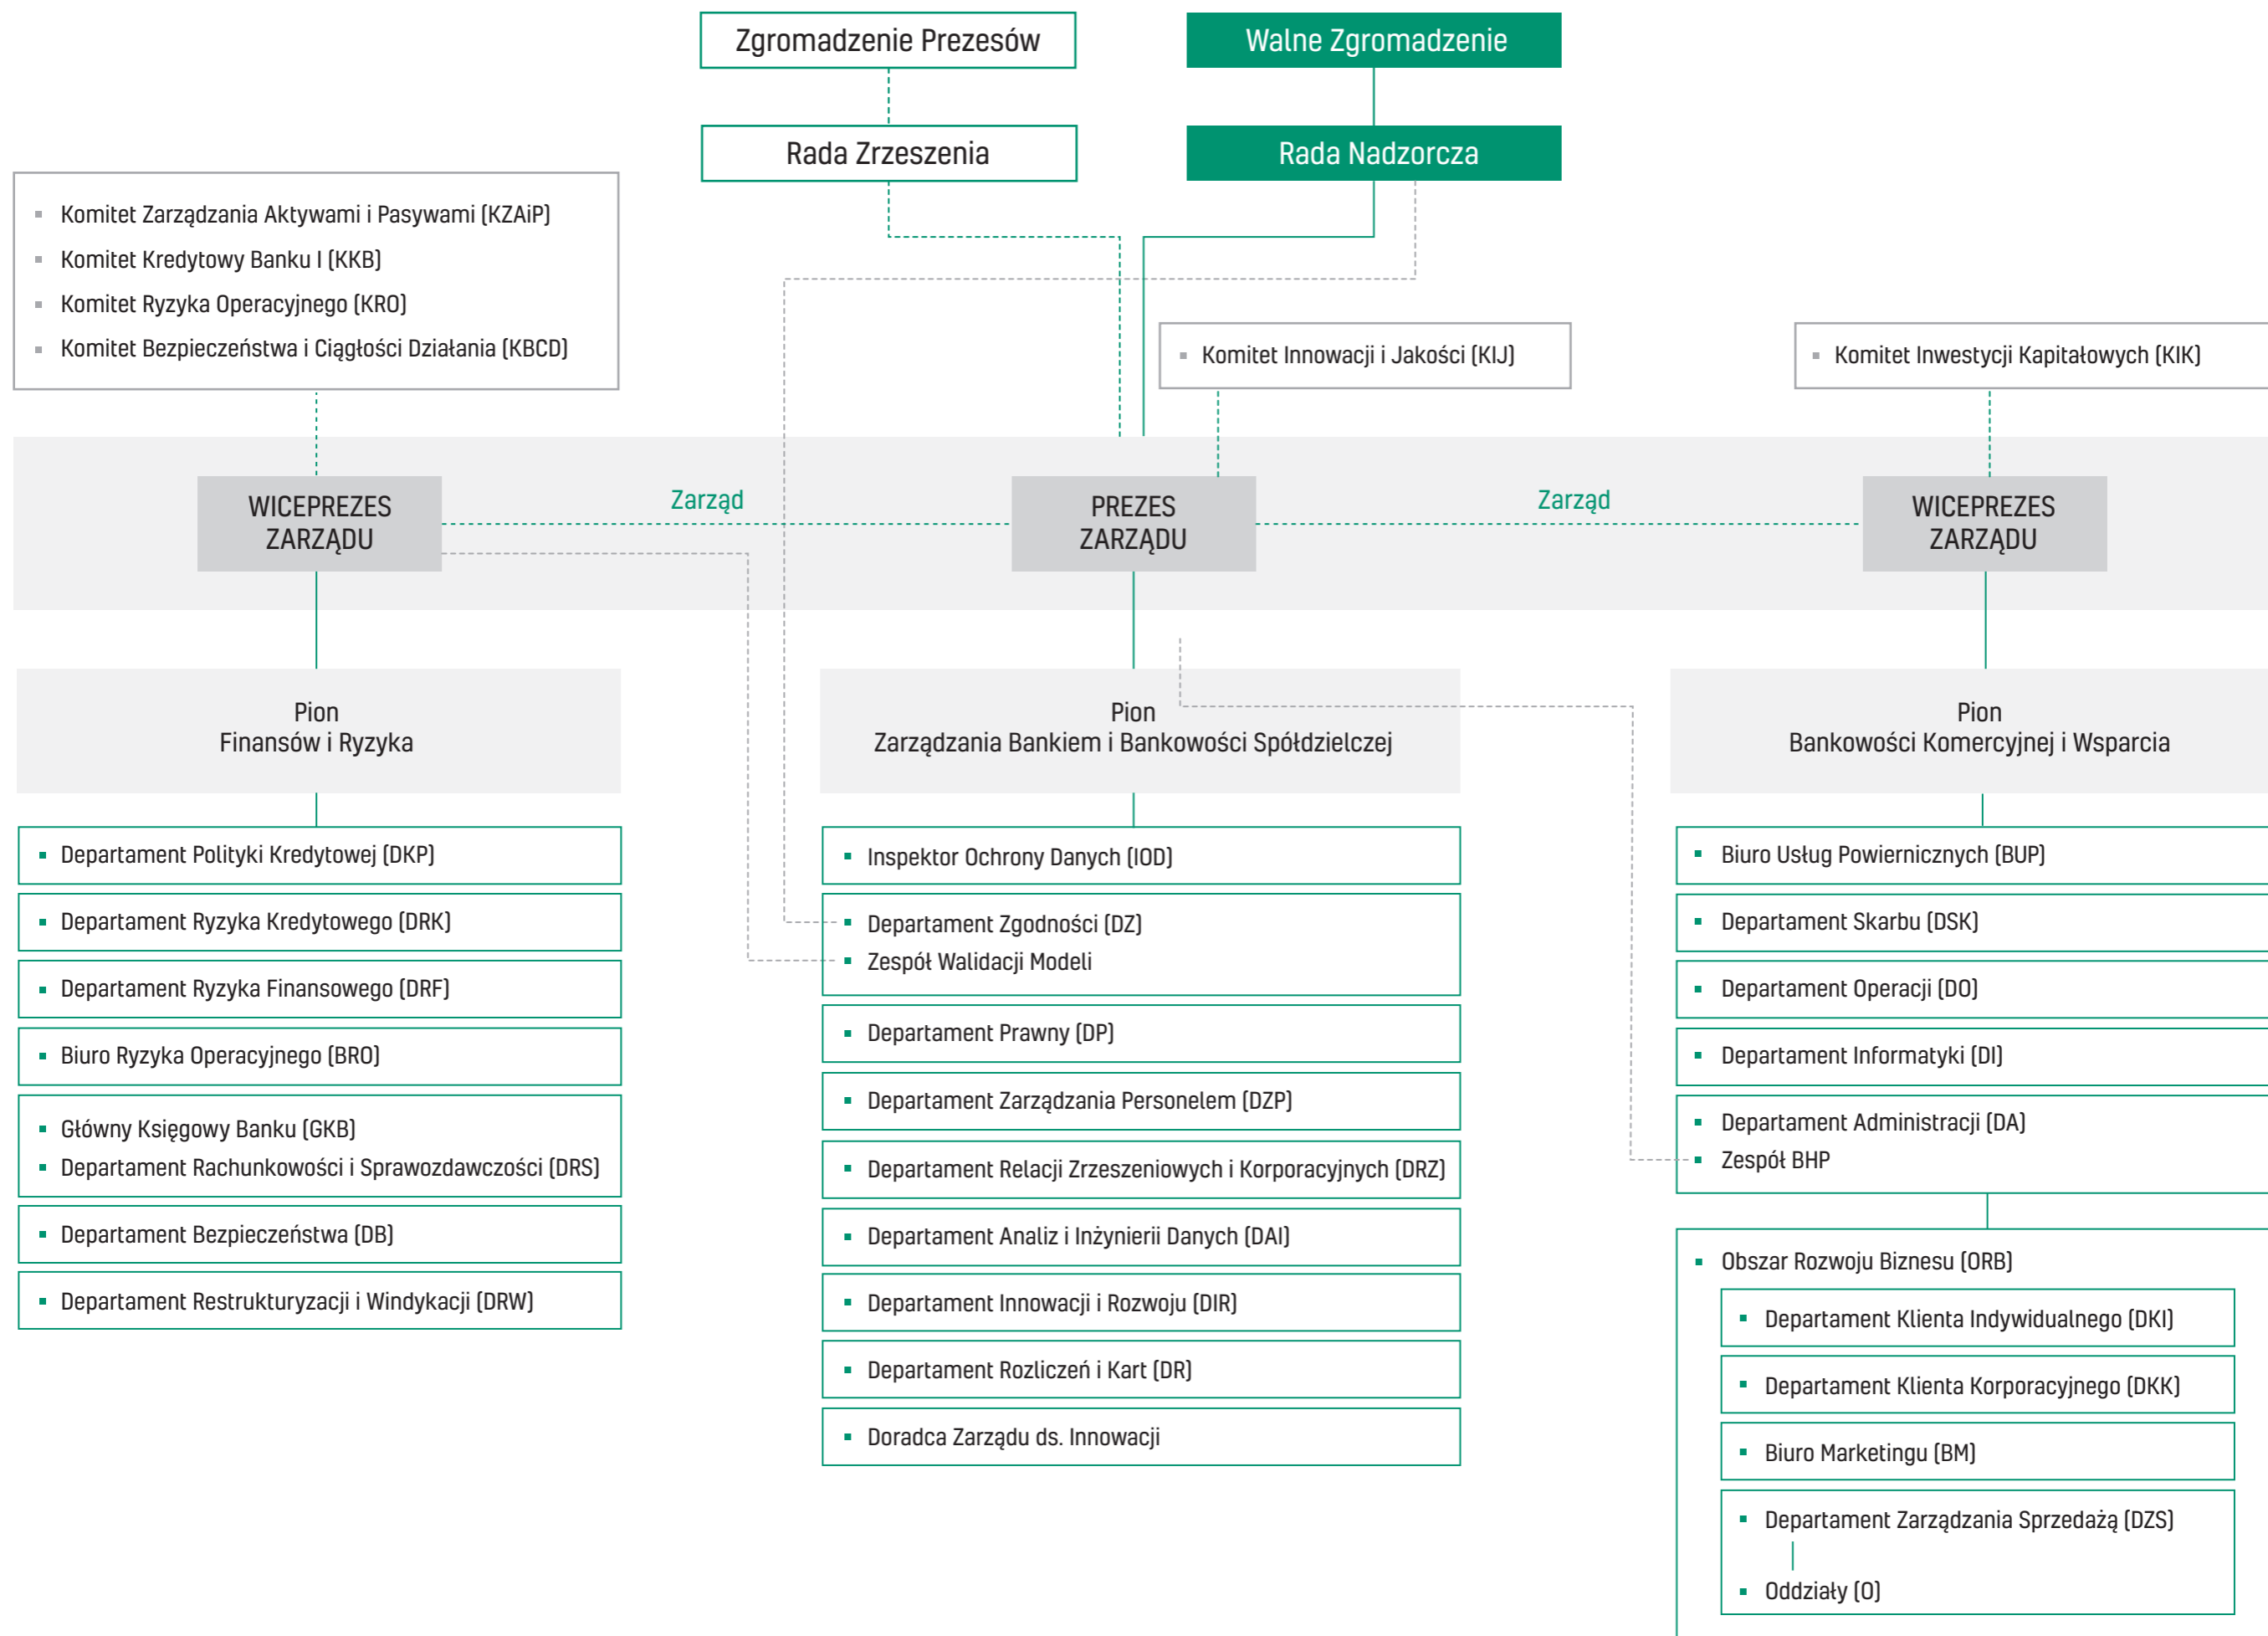 Zgromadzenie Prezesów
Walne Zgromadzenie
Rada Zrzeszenia
Rada Nadzorcza
Komitet Zarządzania Aktywami i Pasywami (KZAiP)
Komitet Kredytowy Banku I (KKB)
Komitet Ryzyka Operacyjnego (KRO)
Komitet Bezpieczeństwa i Ciągłości Działania (KBCD)
Komitet Innowacji i Jakości (KIJ)
Komitet Inwestycji Kapitałowych (KIK)
WICEPREZES
ZARZĄDU
Zarząd
PREZES
ZARZĄDU
Zarząd
WICEPREZES
ZARZĄDU
Pion
Finansów i Ryzyka
Departament Polityki Kredytowej (DKP)
Departament Ryzyka Kredytowego (DRK)
Departament Ryzyka Finansowego (DRF)
Biuro Ryzyka Operacyjnego (BRO)
Główny Księgowy Banku (GKB)
Departament Rachunkowości i Sprawozdawczości (DRS)
Departament Bezpieczeństwa (DB)
Departament Restrukturyzacji i Windykacji (DRW)
Pion
Zarządzania Bankiem i Bankowości Spółdzielczej
Inspektor Ochrony Danych (IOD)
Departament Zgodności (DZ)
Zespół Walidacji Modeli
Departament Prawny (DP)
Departament Zarządzania Personelem (DZP)
Departament Relacji Zrzeszeniowych i Korporacyjnych (DRZ)
Departament Analiz i Inżynierii Danych (DAI)
Departament Innowacji i Rozwoju (DIR)
Departament Rozliczeń i Kart (DR)
Doradca Zarządu ds. Innowacji
Pion
Bankowości Komercyjnej i Wsparcia
Biuro Usług Powierniczych (BUP)
Departament Skarbu (DSK)
Departament Operacji (DO)
Departament Informatyki (DI)
Departament Administracji (DA)
Zespół BHP
Obszar Rozwoju Biznesu (ORB)
Departament Klienta Indywidualnego (DKI)
Departament Klienta Korporacyjnego (DKK)
Biuro Marketingu (BM)
Departament Zarządzania Sprzedażą (DZS)
Oddziały (O)